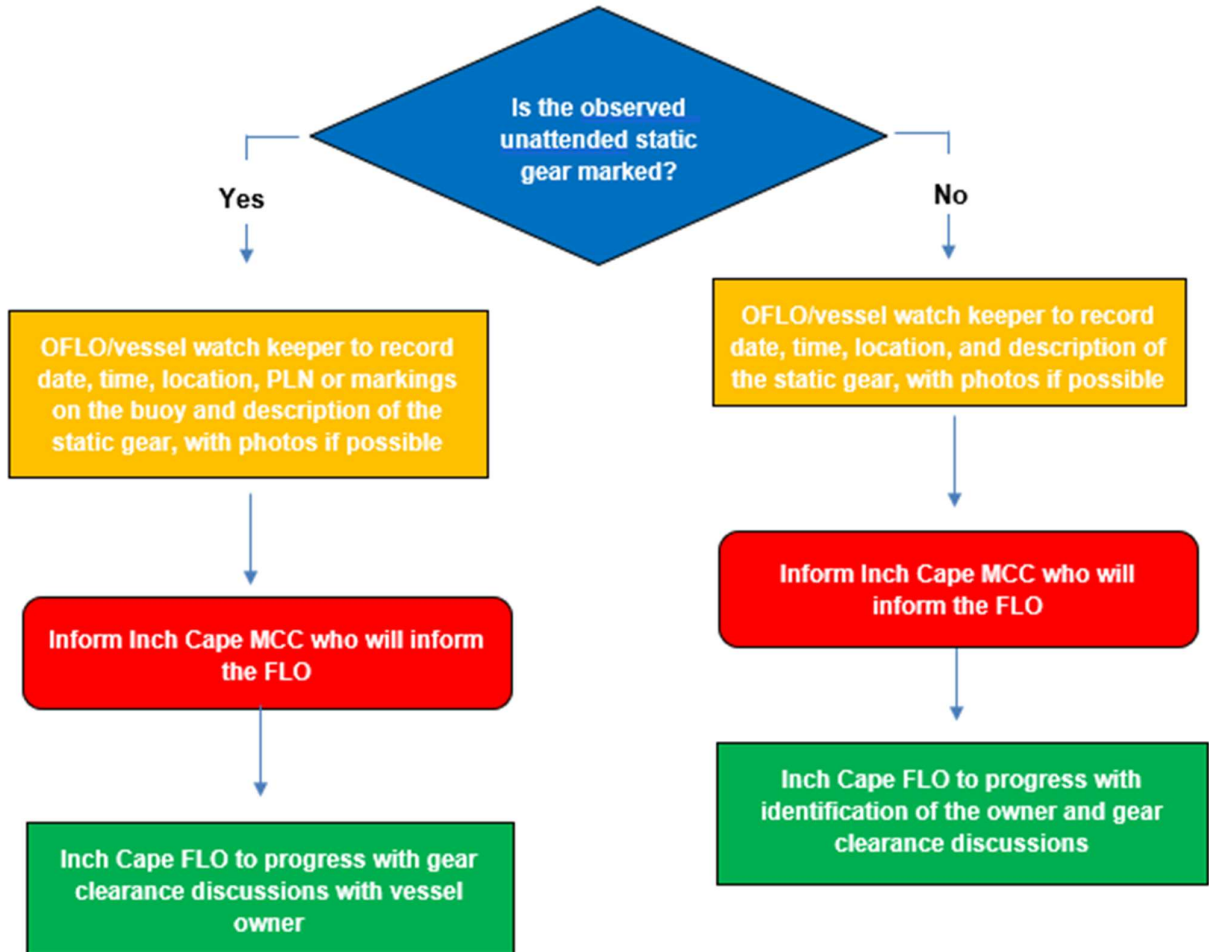 Is the observed
unattended static
gear marked?
Yes
No
OFLO/vessel watch keeper to record
date, time, location, PLN or markings
on the buoy and description of the
static gear, with photos if possible
OFLO/vessel watch keeper to record
date, time, location, and description of
the static gear, with photos if possible
Inform Inch Cape MCC who will inform
the FLO
Inform Inch Cape MCC who will
inform the FLO
Inch Cape FLO to progress with gear
clearance discussions with vessel
owner
Inch Cape FLO to progress with
identification of the owner and gear
clearance discussions